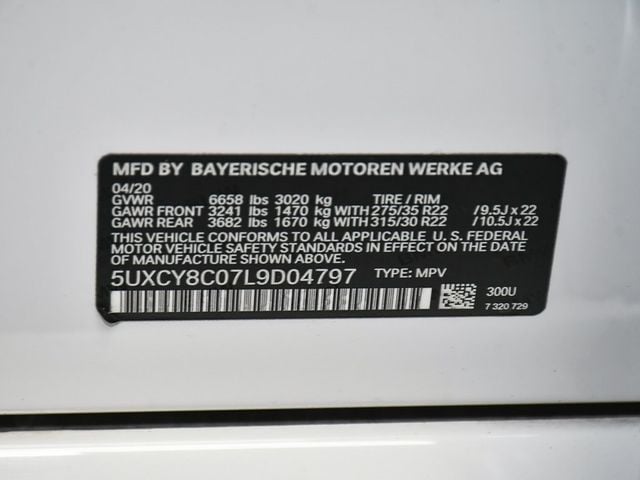 MFD BY BAYERISCHE MOTOREN WERKE AG
04/20
GVWR 6658 lbs 3020 kg TIRE / RIM
GAWR FRONT 3241 lbs 1470 kg WITH 275/35 R22 / 9.5J x 22
GAWR REAR 3682 lbs 1670 kg WITH 315/30 R22 / 10.5J x 22
THIS VEHICLE CONFORMS TO ALL APPLICABLE U. S. FEDERAL
MOTOR VEHICLE SAFETY STANDARDS IN EFFECT ON THE DATE
OF MANUFACTURE SHOWN ABOVE.
5UXCY8C07L9D04797 TYPE: MPV
300U
7 320 729